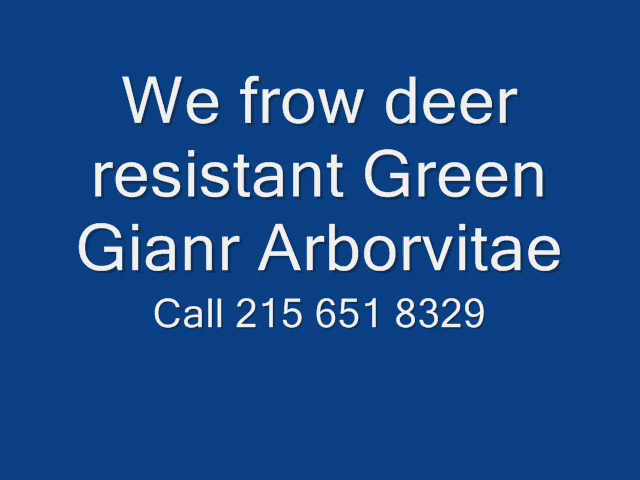 We frow deer
resistant Green
Gianr Arborvitae
Call 215 651 8329